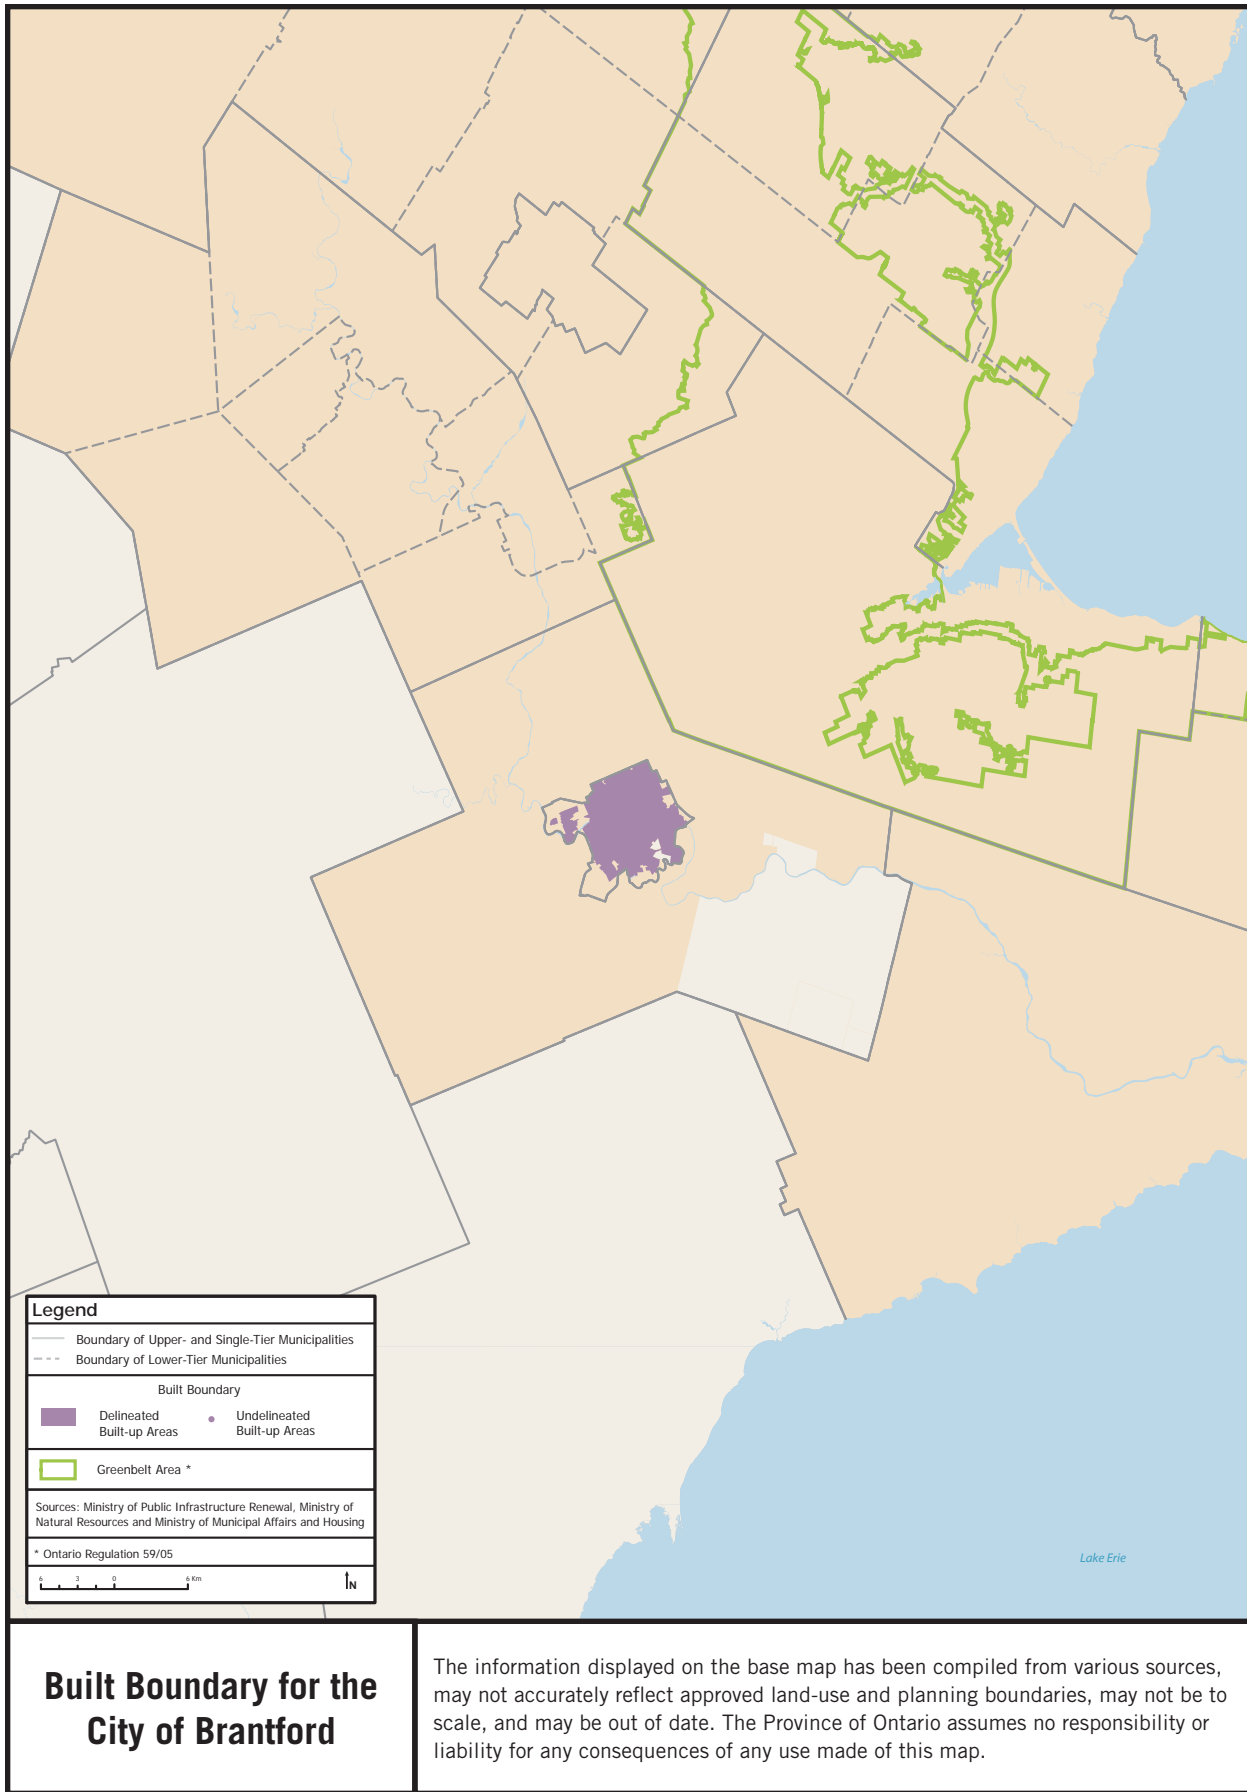 Legend
Boundary of Upper- and Single-Tier Municipalities
Boundary of Lower-Tier Municipalities
Built Boundary
Delineated
Built-up Areas
Undelineated
Built-up Areas
Greenbelt Area *
Sources: Ministry of Public Infrastructure Renewal, Ministry of
Natural Resources and Ministry of Municipal Affairs and Housing
* Ontario Regulation 59/05
6 3 0 6 Km
N
Lake Erie
Built Boundary for the
City of Brantford
The information displayed on the base map has been compiled from various sources,
may not accurately reflect approved land-use and planning boundaries, may not be to
scale, and may be out of date. The Province of Ontario assumes no responsibility or
liability for any consequences of any use made of this map.